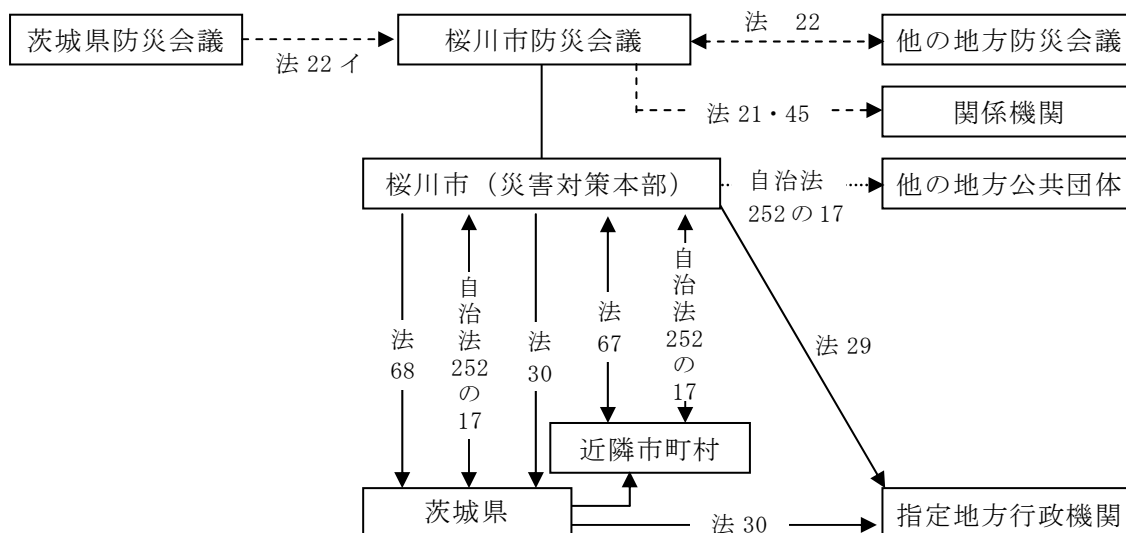 茨城県防災会議
法 22 イ
桜川市防災会議
法 22
他の地方防災会議
法 21・45
関係機関
桜川市（災害対策本部）
自治法
252 の 17
他の地方公共団体
法
68
自治法
252
の
17
法
30
法
67
自治法
252
の
17
法 29
近隣市町村
茨城県
法 30
指定地方行政機関